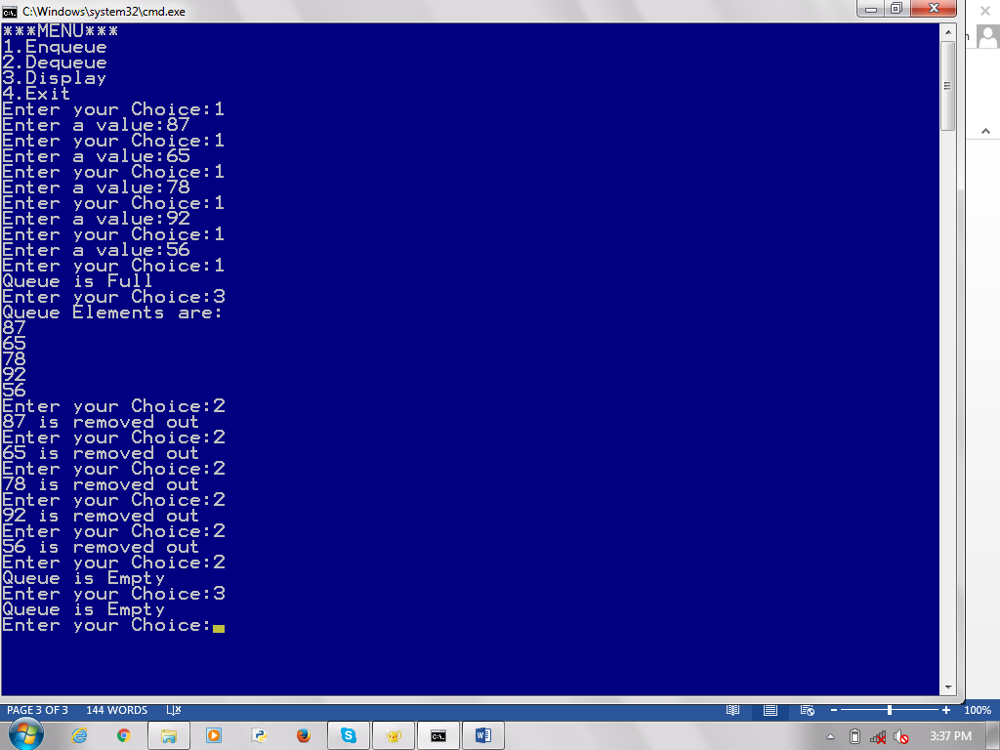 C:\Windows\system32\cmd.exe
***MENU***
1.Enqueue
2.Dequeue
3.Display
4.Exit
Enter your Choice:1
Enter a value:87
Enter your Choice:1
Enter a value:65
Enter your Choice:1
Enter a value:78
Enter your Choice:1
Enter a value:92
Enter your Choice:1
Enter a value:56
Enter your Choice:1
Queue is Full
Enter your Choice:3
Queue Elements are:
87
65
78
92
56
Enter your Choice:2
87 is removed out
Enter your Choice:2
65 is removed out
Enter your Choice:2
78 is removed out
Enter your Choice:2
92 is removed out
Enter your Choice:2
56 is removed out
Enter your Choice:2
Queue is Empty
Enter your Choice:3
Queue is Empty
Enter your Choice:
PAGE 3 OF 3 144 WORDS 100%
3:37 PM